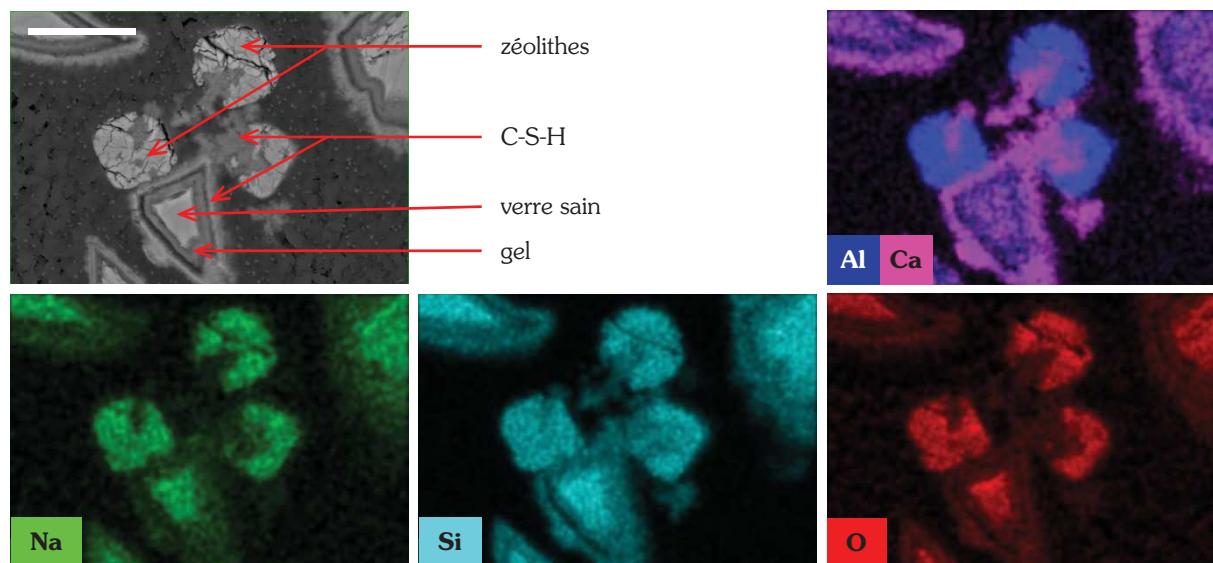 zéolithes
C-S-H
verre sain
gel
Al Ca
Na
Si
O